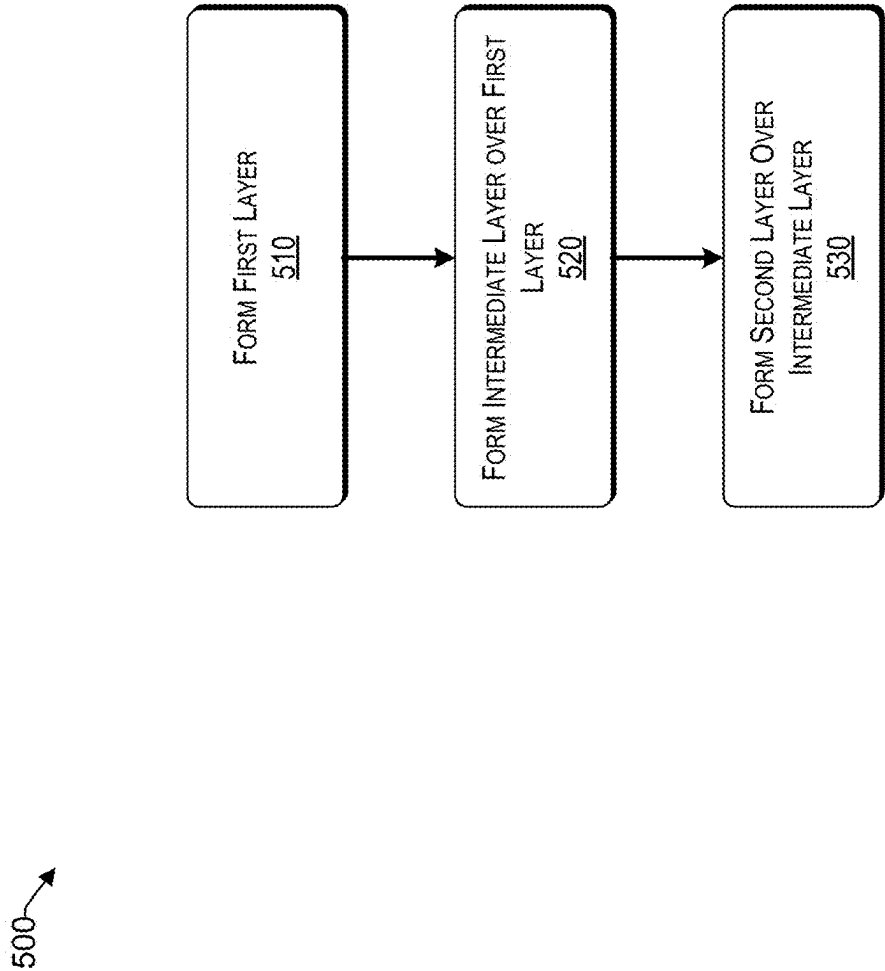 500
FORM FIRST LAYER
510
FORM INTERMEDIATE LAYER OVER FIRST
LAYER
520
FORM SECOND LAYER OVER
INTERMEDIATE LAYER
530